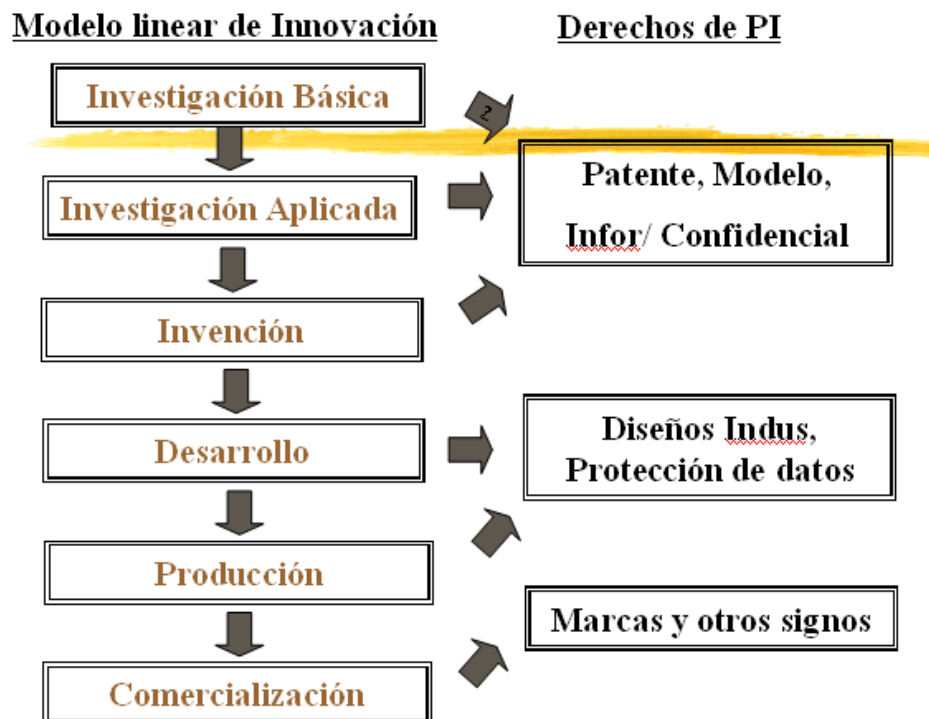 Modelo linear de Innovación
Derechos de PI
Investigación Básica
2
Investigación Aplicada
Patente, Modelo,
Infor/ Confidencial
Invención
Desarrollo
Diseños Indus,
Protección de datos
Producción
Marcas y otros signos
Comercialización